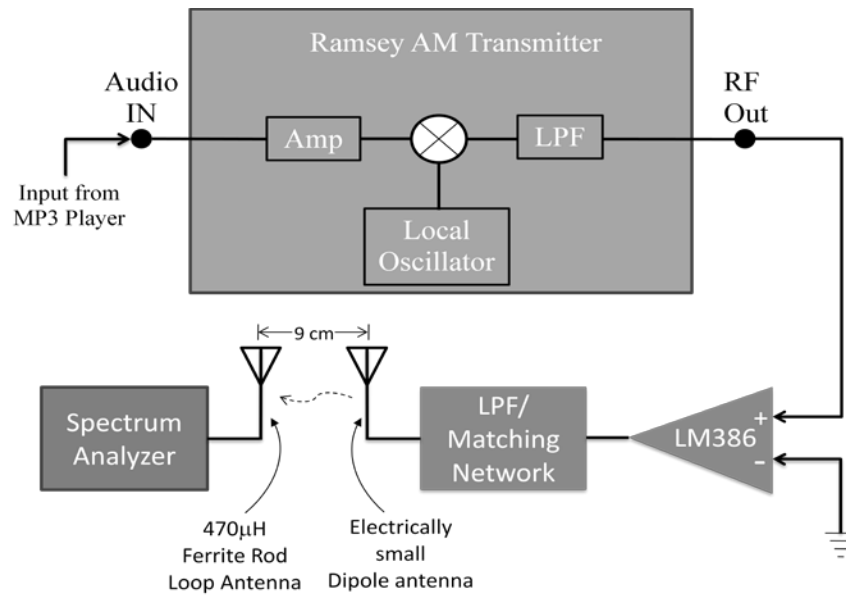 Ramsey AM Transmitter
Audio
IN
RF
Out
Amp
LPF
Input from
MP3 Player
Local
Oscillator
9 cm
Spectrum
Analyzer
LPF/
Matching
Network
LM386
+
-
470μH
Ferrite Rod
Loop Antenna
Electrically
small
Dipole antenna